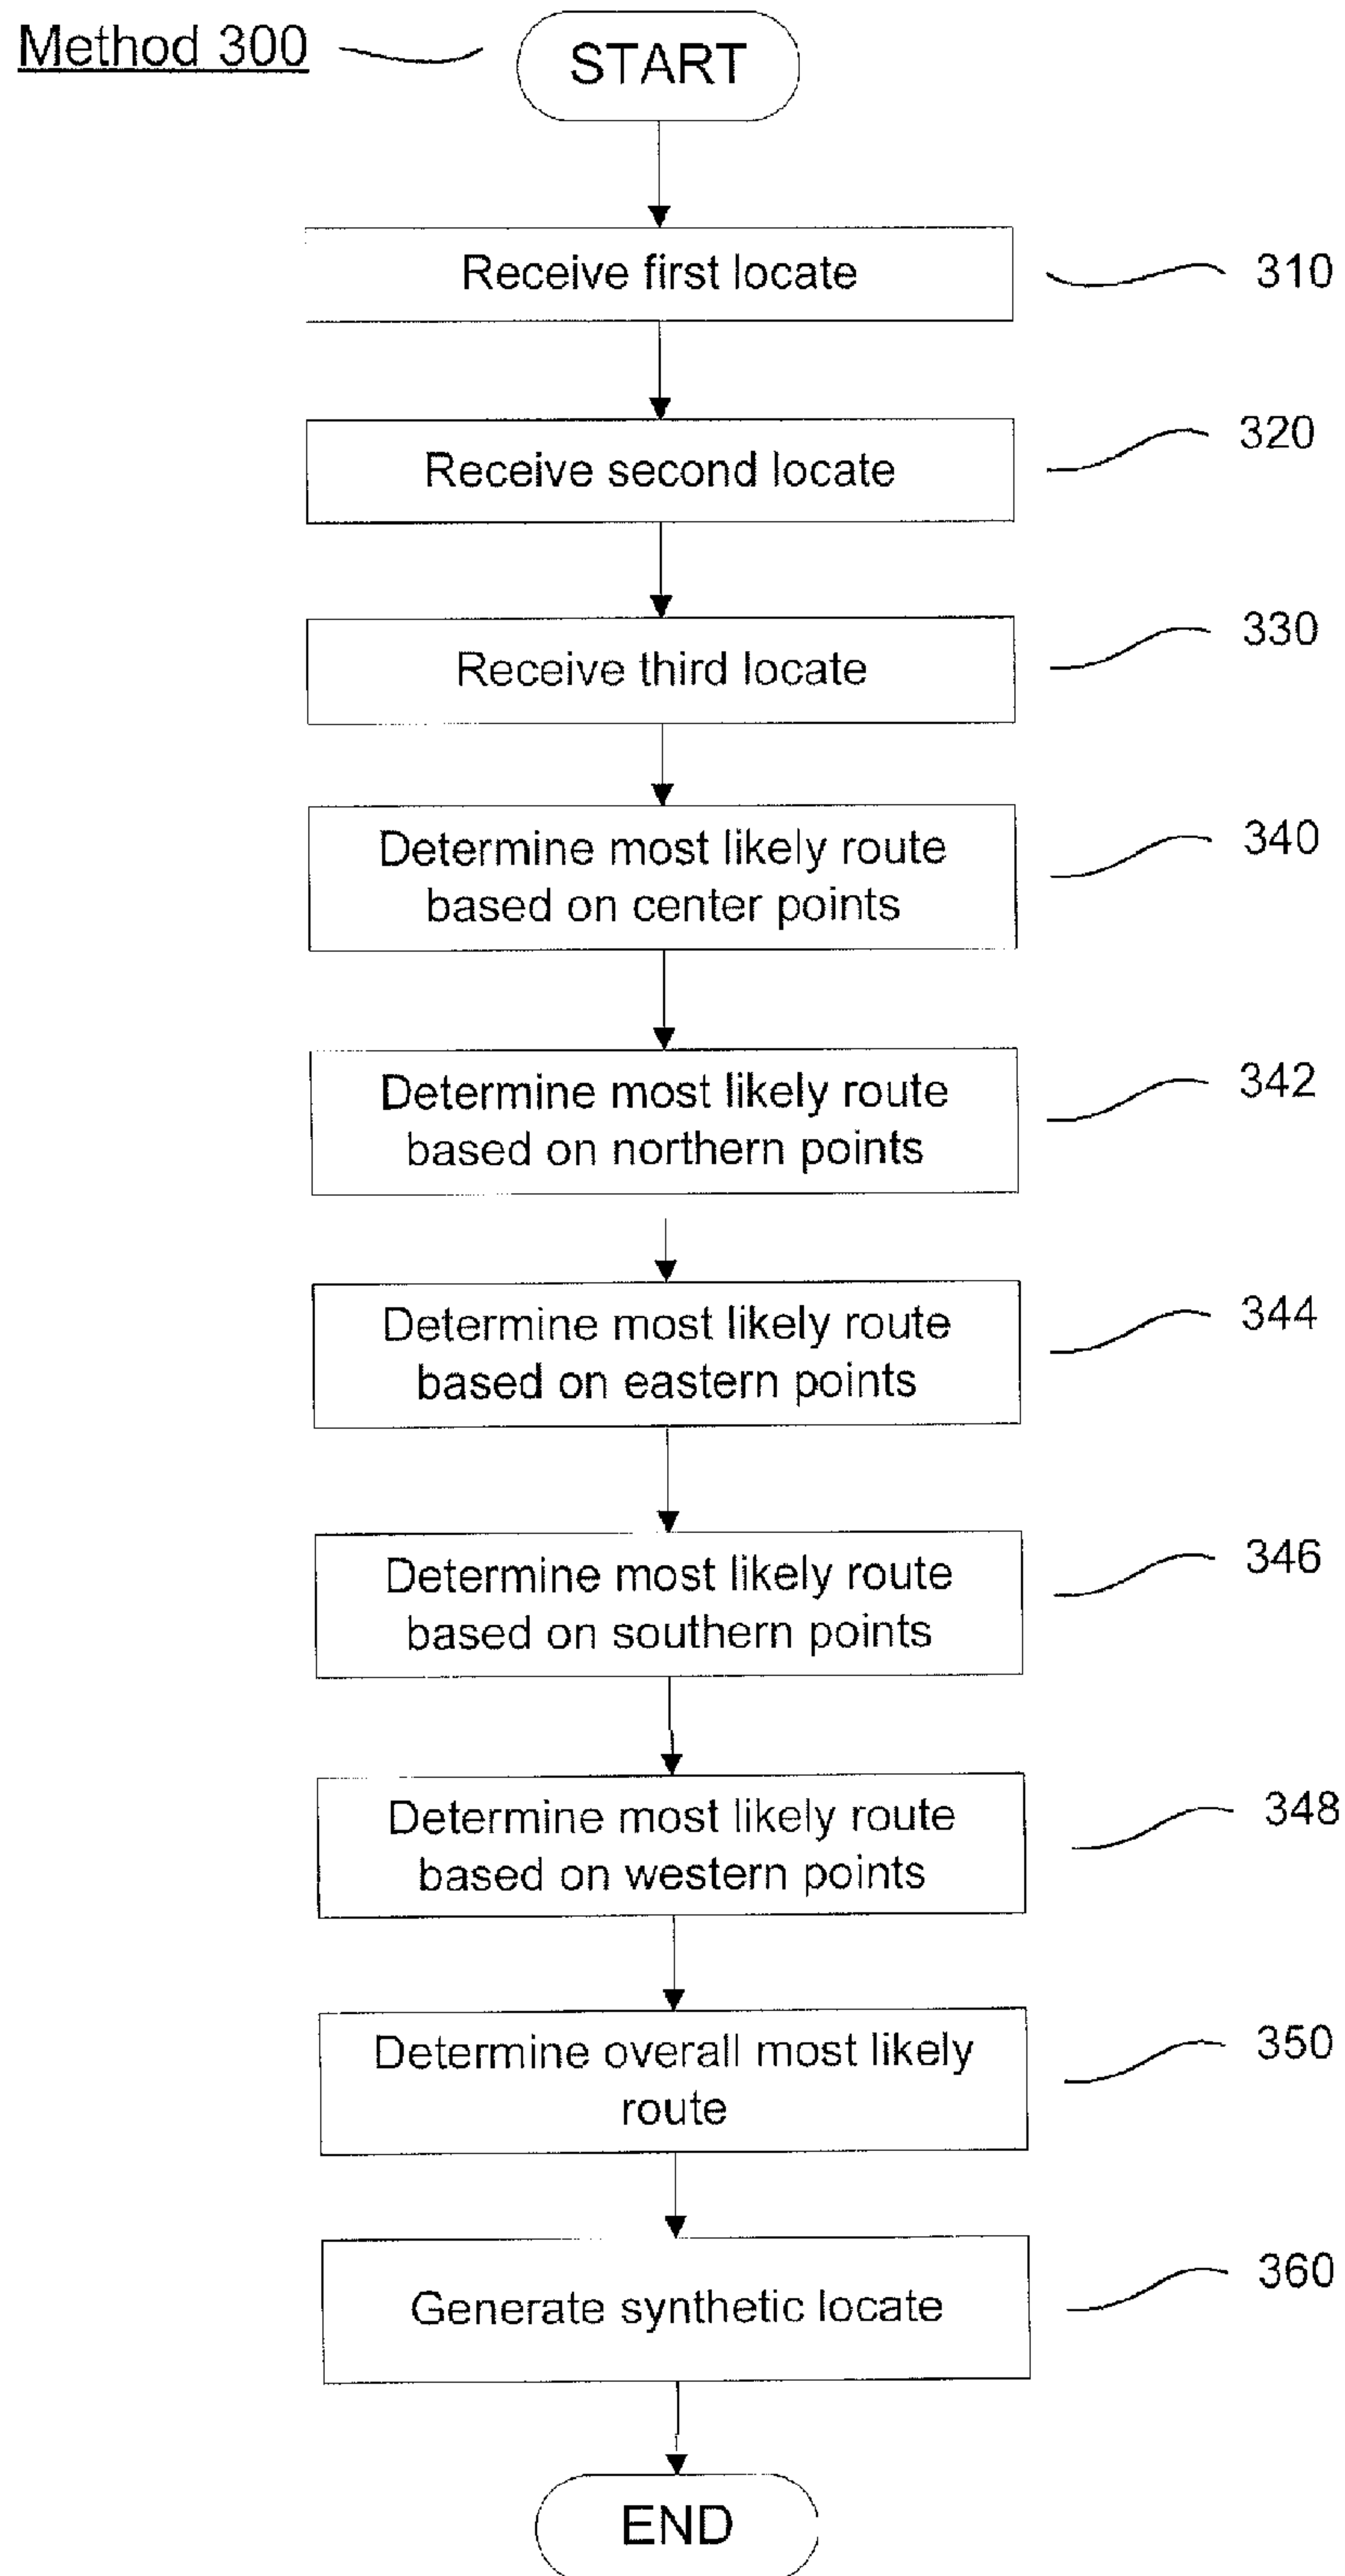 Method 300
START
Receive first locate
310
Receive second locate
320
Receive third locate
330
Determine most likely route
based on center points
340
Determine most likely route
based on northern points
342
Determine most likely route
based on eastern points
344
Determine most likely route
based on southern points
346
Determine most likely route
based on western points
348
Determine overall most likely
route
350
Generate synthetic locate
360
END